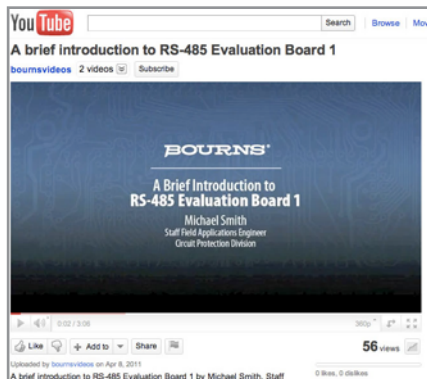 You Tube
Search
Browse
Mov
A brief introduction to RS-485 Evaluation Board 1
bournsvideos 2 videos Subscribe
BOURNS®
A Brief Introduction to
RS-485 Evaluation Board 1
Michael Smith
Staff Field Applications Engineer
Circuit Protection Division
0:02 / 3:06
360p
Like
+ Add to
Share
56 views
Uploaded by bournsvideos on Apr 8, 2011
0 likes, 0 dislikes
A brief introduction to RS-485 Evaluation Board 1 by Michael Smith, Staff